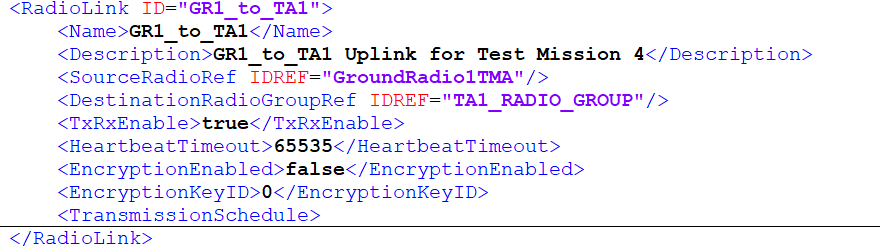 <RadioLink ID="GR1_to_TA1">
<Name>GR1_to_TA1</Name>
<Description>GR1_to_TA1 Uplink for Test Mission 4</Description>
<SourceRadioRef IDREF="GroundRadio1TMA"/>
<DestinationRadioGroupRef IDREF="TA1_RADIO_GROUP"/>
<TxRxEnable>true</TxRxEnable>
<HeartbeatTimeout>65535</HeartbeatTimeout>
<EncryptionEnabled>false</EncryptionEnabled>
<EncryptionKeyID>0</EncryptionKeyID>
<TransmissionSchedule>
</RadioLink>